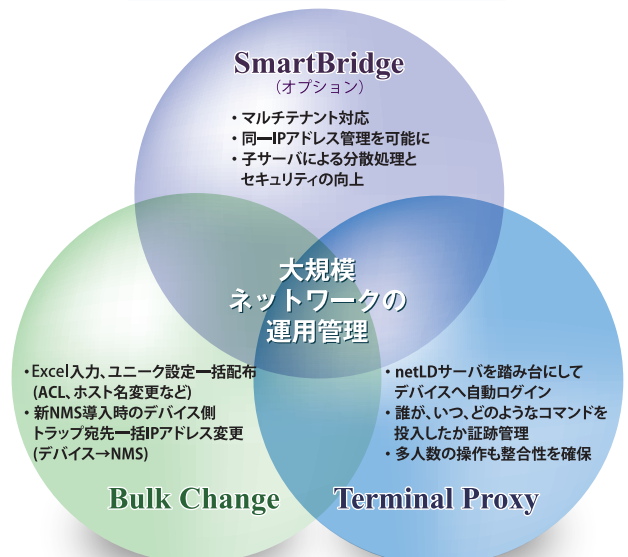 SmartBridge
（オプション）
・マルチテナント対応
・同一IPアドレス管理を可能に
・子サーバによる分散処理と
セキュリティの向上
大規模
ネットワークの
運用管理
・Excel入力、ユニーク設定一括配布
(ACL、ホスト名変更など)
・新NMS導入時のデバイス側
トラップ宛先一括IPアドレス変更
(デバイス→NMS)
Bulk Change
・netLDサーバを踏み台にして
デバイスへ自動ログイン
・誰が、いつ、どのようなコマンドを
投入したか証跡管理
・多人数の操作も整合性を確保
Terminal Proxy